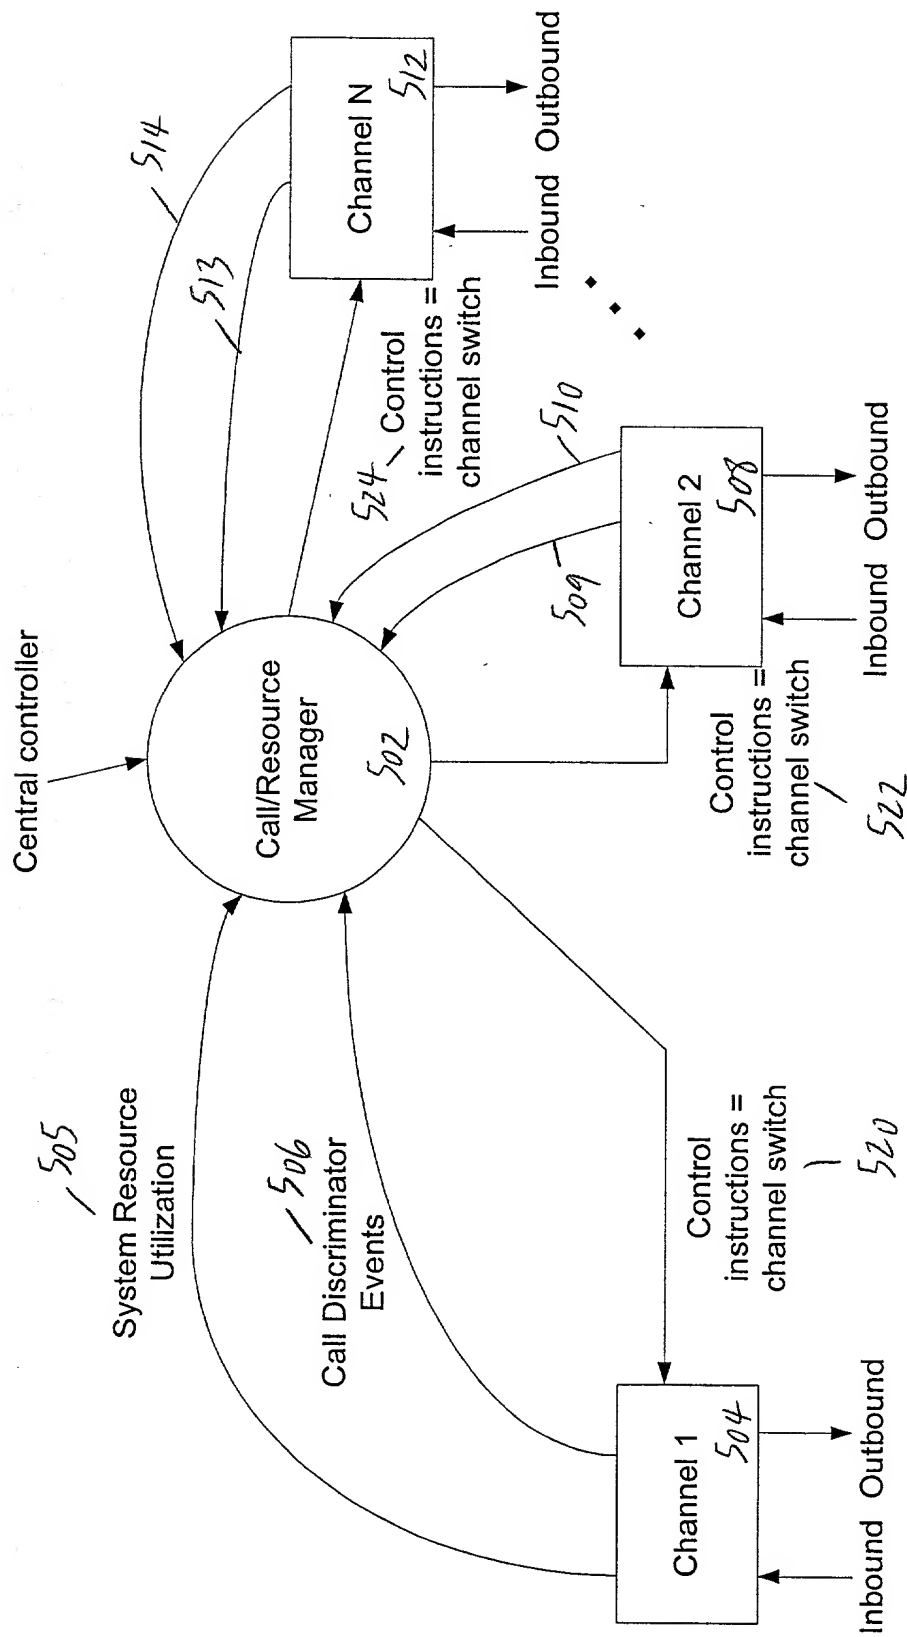 Central controller
505
System Resource
Utilization
506
Call Discriminator
Events
Call/Resource
Manager
502
514
513
Channel N
512
Inbound
Outbound
524
Control
instructions =
channel switch
510
509
Channel 2
508
Inbound
Outbound
Control
instructions =
channel switch
522
Control
instructions =
channel switch
520
Channel 1
504
Inbound
Outbound